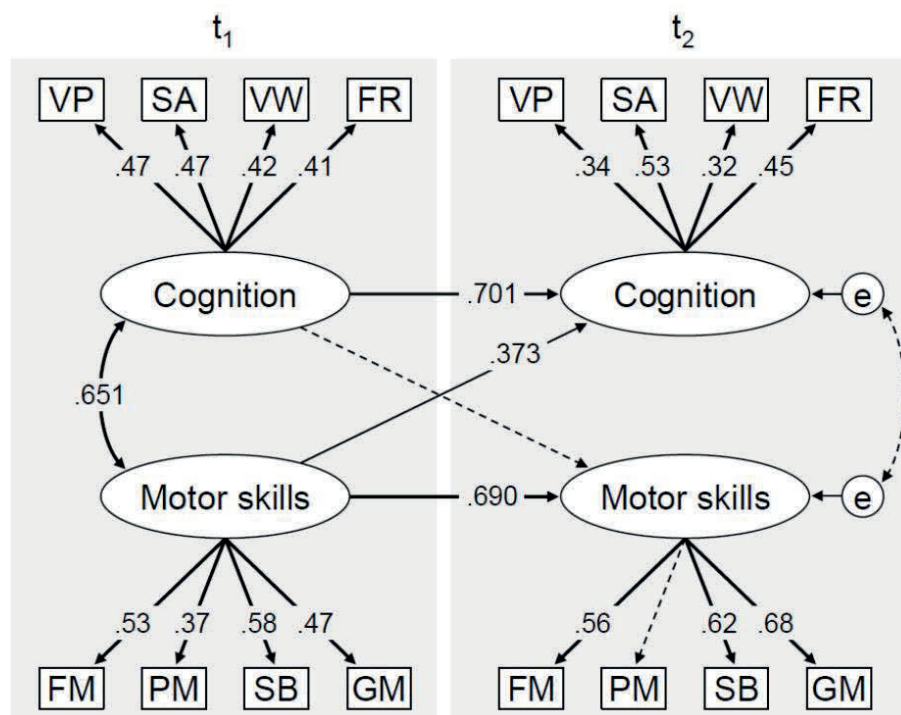 t1 t2
VP SA VW FR VP SA VW FR
.47 .47 .42 .41 .34 .53 .32 .45
Cognition .701 Cognition e
.373
.651
Motor skills .690 Motor skills e
.53 .37 .58 .47 .56 .62 .68
FM PM SB GM FM PM SB GM